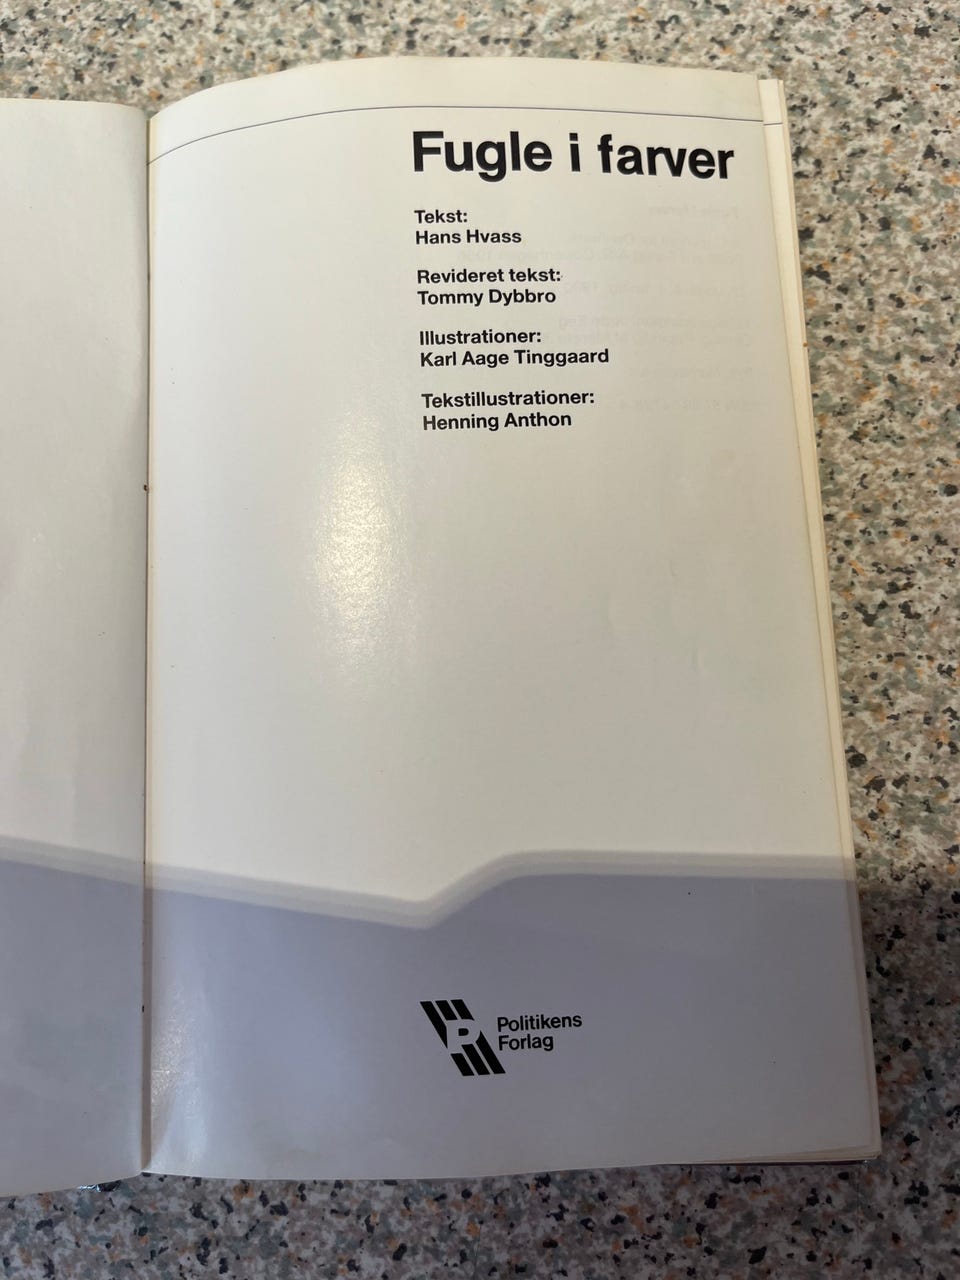 Fugle i farver
Tekst:
Hans Hvass
Revideret tekst:
Tommy Dybbro
Illustrationer:
Karl Aage Tinggaard
Tekstillustrationer:
Henning Anthon
Politikens
Forlag